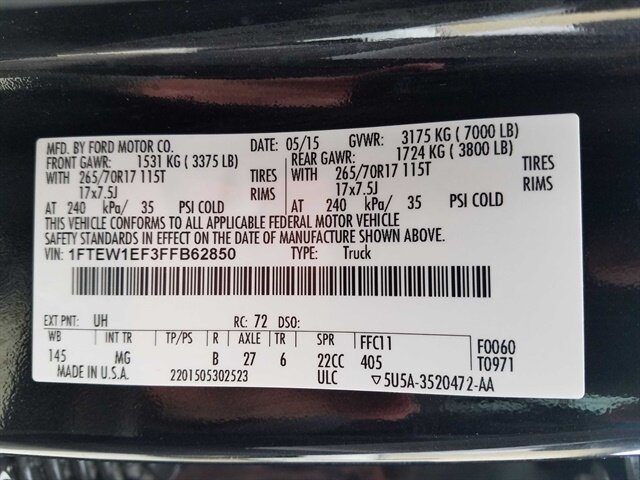 MFD. BY FORD MOTOR CO. DATE: 05/15 GVWR: 3175 KG ( 7000 LB)
FRONT GAWR: 1531 KG ( 3375 LB) REAR GAWR: 1724 KG ( 3800 LB)
WITH 265/70R17 115T TIRES WITH 265/70R17 115T TIRES
17x7.5J RIMS 17x7.5J RIMS
AT 240 kPa/ 35 PSI COLD AT 240 kPa/ 35 PSI COLD
THIS VEHICLE CONFORMS TO ALL APPLICABLE FEDERAL MOTOR VEHICLE
SAFETY STANDARDS IN EFFECT ON THE DATE OF MANUFACTURE SHOWN ABOVE.
VIN: 1FTEW1EF3FFB62850 TYPE: Truck
EXT PNT: UH RC: 72 DSO:
WB INT TR TP/PS R AXLE TR SPR FFC11 F0060
145 MG B 27 6 22CC 405 T0971
MADE IN U.S.A. 2201505302523 ULC ▽5U5A-3520472-AA